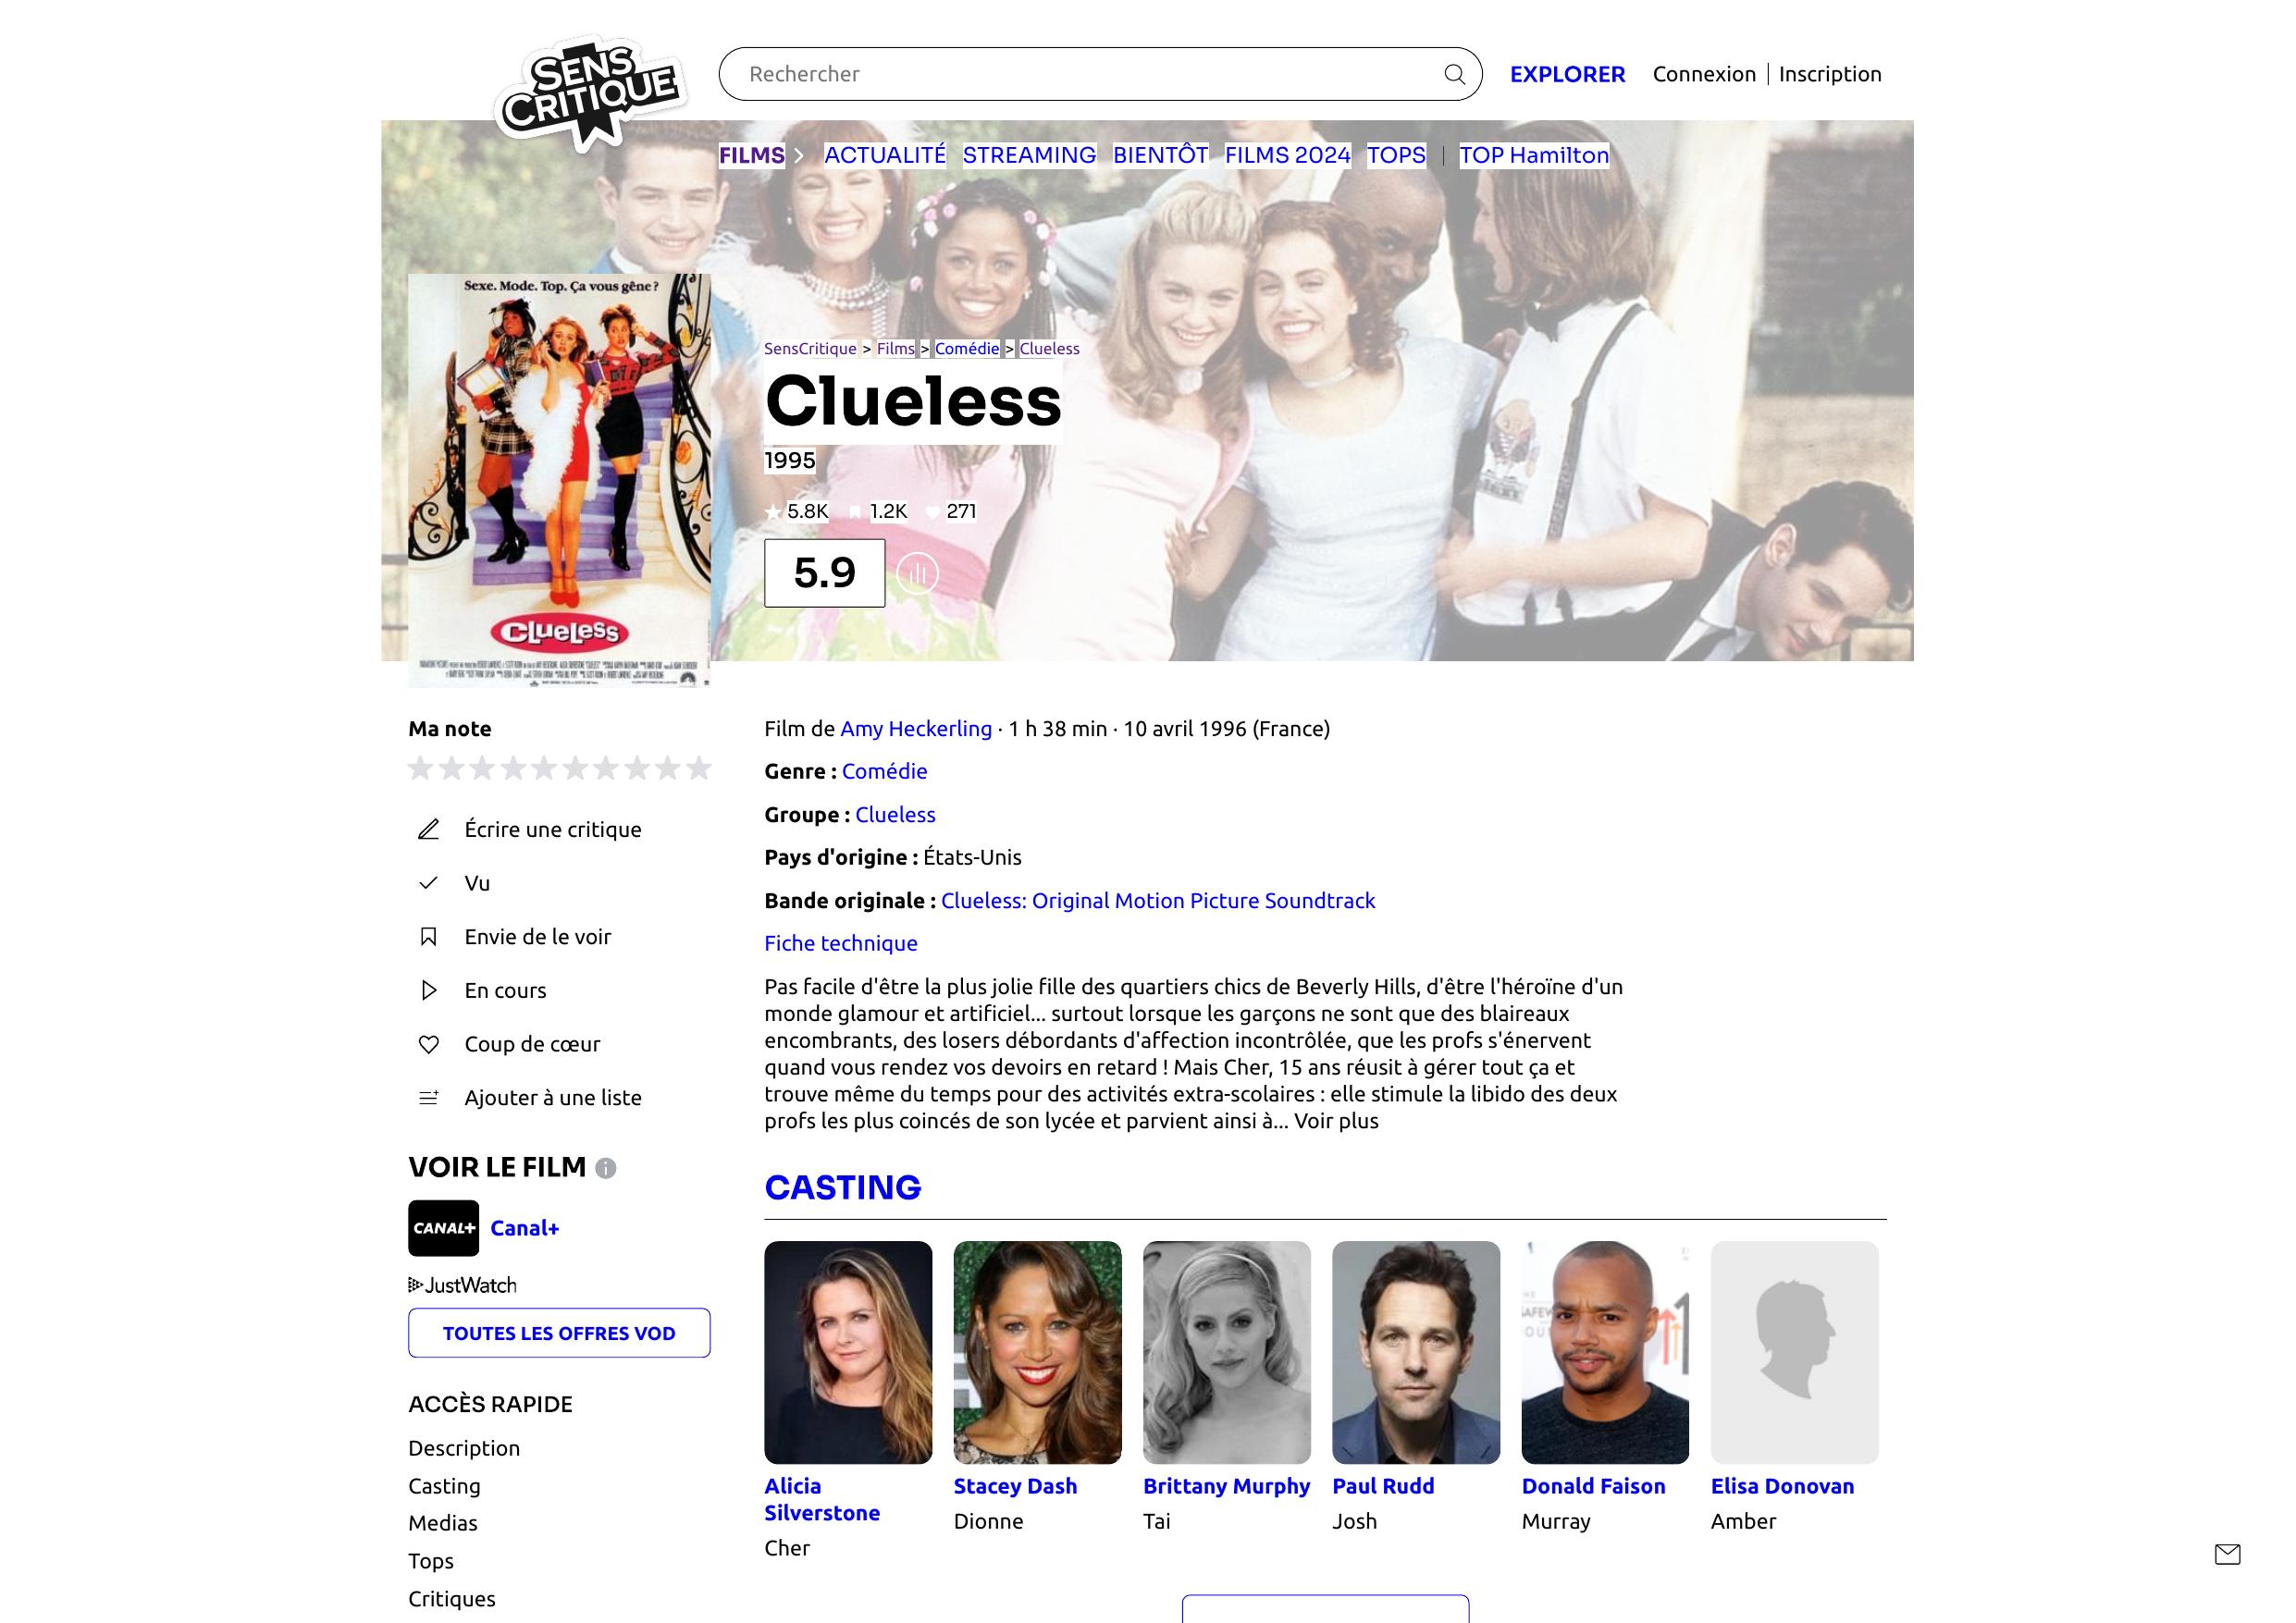 SENS
CRITIQUE
Rechercher
EXPLORER
Connexion | Inscription
FILMS
ACTUALITÉ STREAMING BIENTÔT FILMS 2024 TOPS | TOP Hamilton
Sexe. Mode. Top. Ça vous gêne ?
Clueless
SensCritique > Films > Comédie > Clueless
Clueless
1995
5.8K 1.2K 271
5.9
Ma note
Écrire une critique
Vu
Envie de le voir
En cours
Coup de cœur
Ajouter à une liste
VOIR LE FILM
CANAL+ Canal+
JustWatch
TOUTES LES OFFRES VOD
ACCÈS RAPIDE
Description
Casting
Medias
Tops
Critiques
Film de Amy Heckerling · 1 h 38 min · 10 avril 1996 (France)
Genre : Comédie
Groupe : Clueless
Pays d'origine : États-Unis
Bande originale : Clueless: Original Motion Picture Soundtrack
Fiche technique
Pas facile d'être la plus jolie fille des quartiers chics de Beverly Hills, d'être l'héroïne d'un
monde glamour et artificiel... surtout lorsque les garçons ne sont que des blaireaux
encombrants, des losers débordants d'affection incontrôlée, que les profs s'énervent
quand vous rendez vos devoirs en retard ! Mais Cher, 15 ans réusit à gérer tout ça et
trouve même du temps pour des activités extra-scolaires : elle stimule la libido des deux
profs les plus coincés de son lycée et parvient ainsi à... Voir plus
CASTING
Alicia
Silverstone
Cher
Stacey Dash
Dionne
Brittany Murphy
Tai
Paul Rudd
Josh
Donald Faison
Murray
Elisa Donovan
Amber